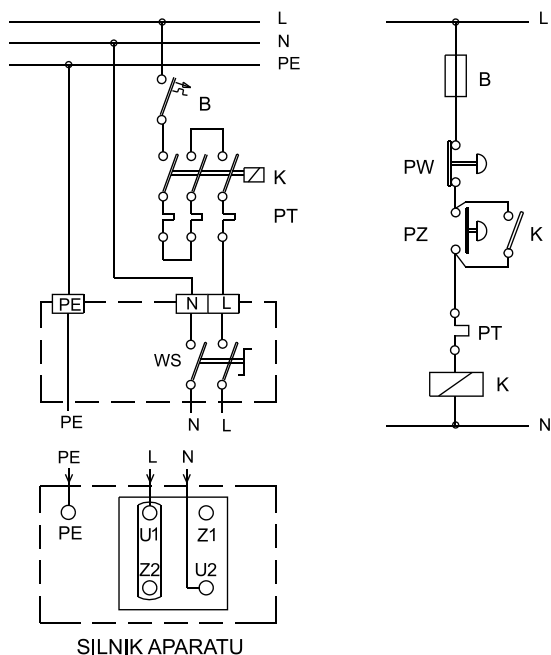 L
N
PE
B
K
PT
PE
N L
WS
PE
N L
PE L N
PE
U1 Z1
Z2 U2
SILNIK APARATU
L
B
PW
PZ K
PT
K
N